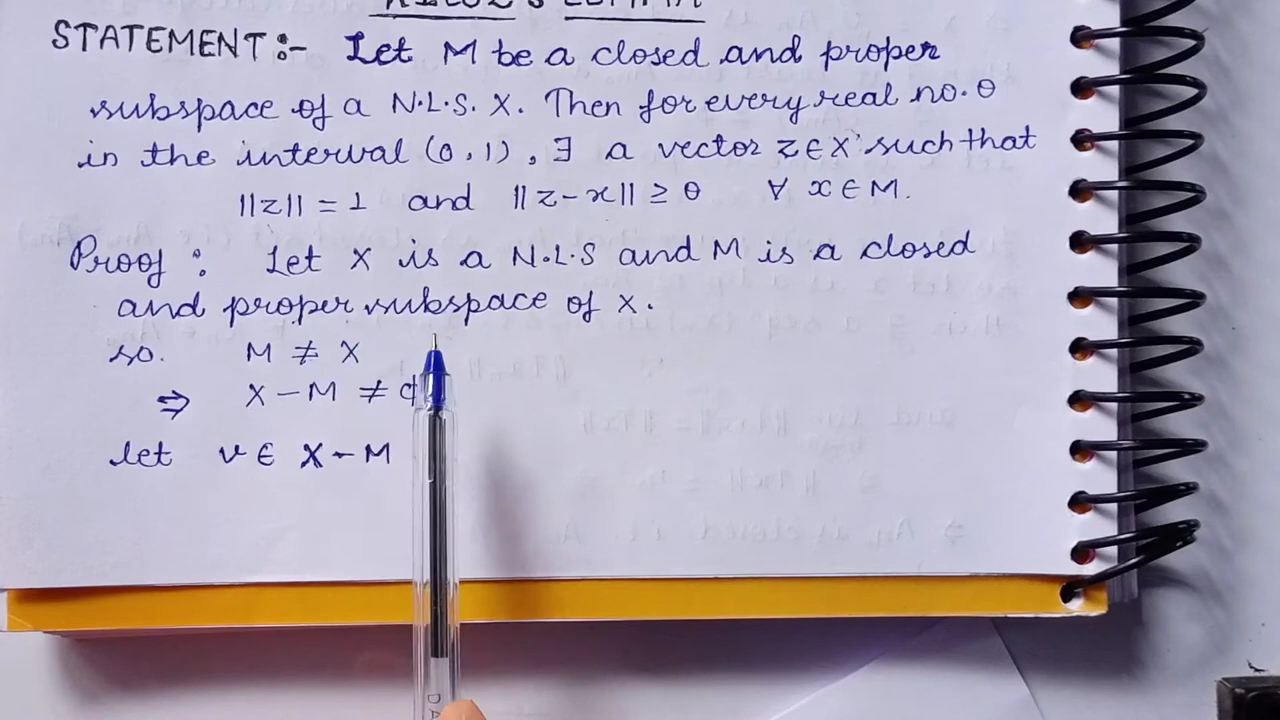 STATEMENT:- Let M be a closed and proper
subspace of a N.L.S. X. Then for every real no. θ
in the interval (0,1), ∃ a vector z∈X such that
||z|| = 1 and ||z-x|| ≥ θ ∀ x∈M.
Proof : Let X is a N.L.S and M is a closed
and proper subspace of X.
so. M ≠ X
⇒ X - M ≠
let v ∈ X - M